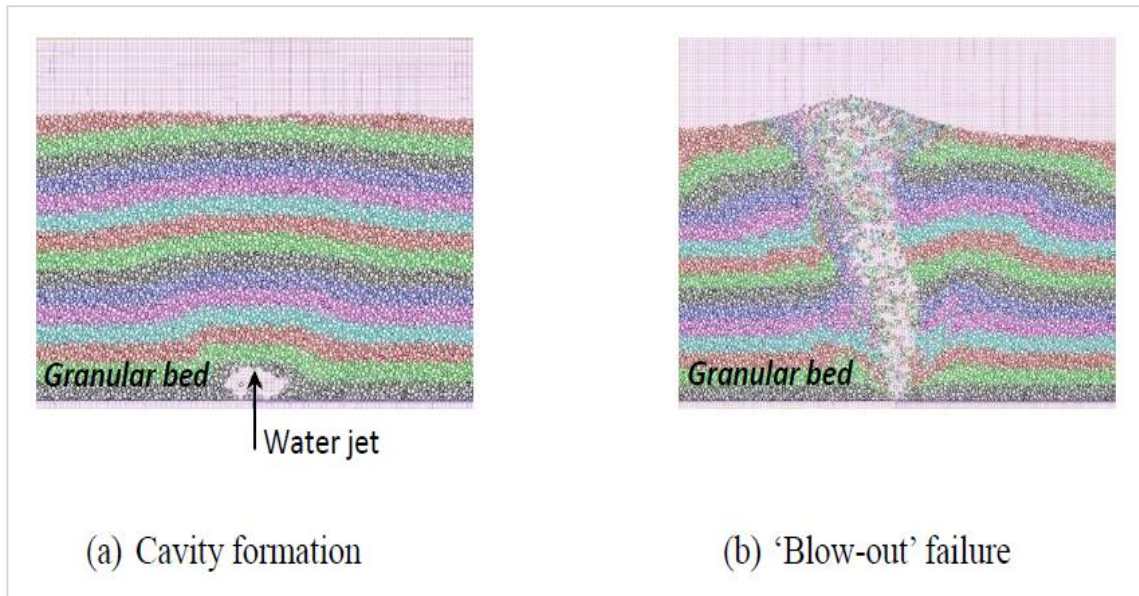 Granular bed
Granular bed
Water jet
(a) Cavity formation
(b) ‘Blow-out’ failure